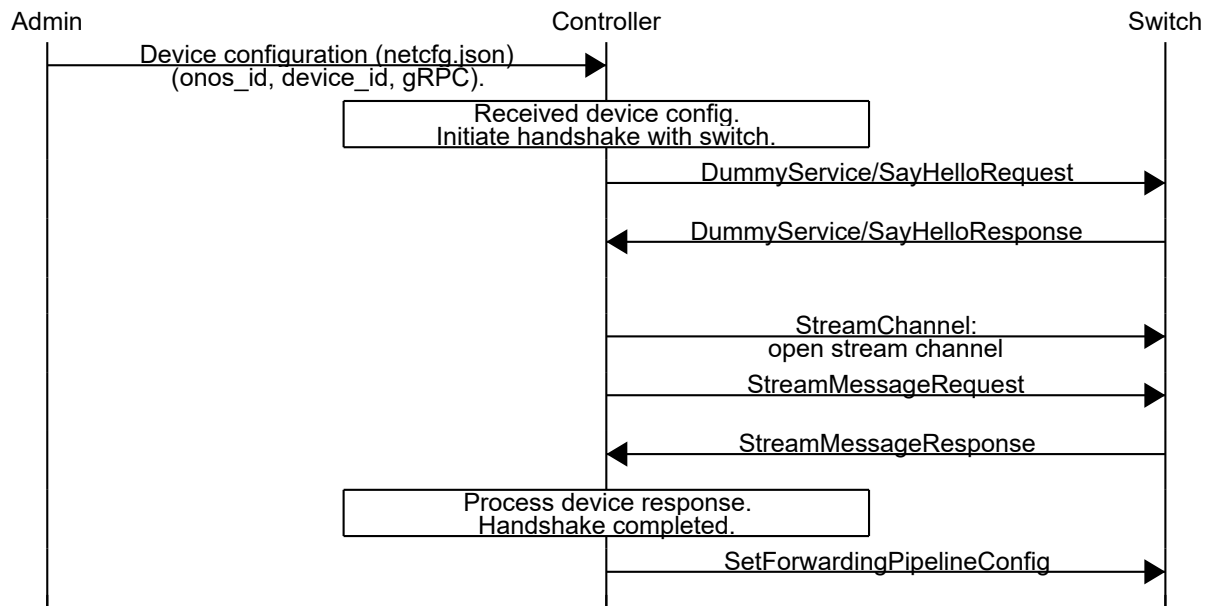 Admin
Controller
Switch
Device configuration (netcfg.json)
(onos_id, device_id, gRPC).
Received device config.
Initiate handshake with switch.
DummyService/SayHelloRequest
DummyService/SayHelloResponse
StreamChannel:
open stream channel
StreamMessageRequest
StreamMessageResponse
Process device response.
Handshake completed.
SetForwardingPipelineConfig